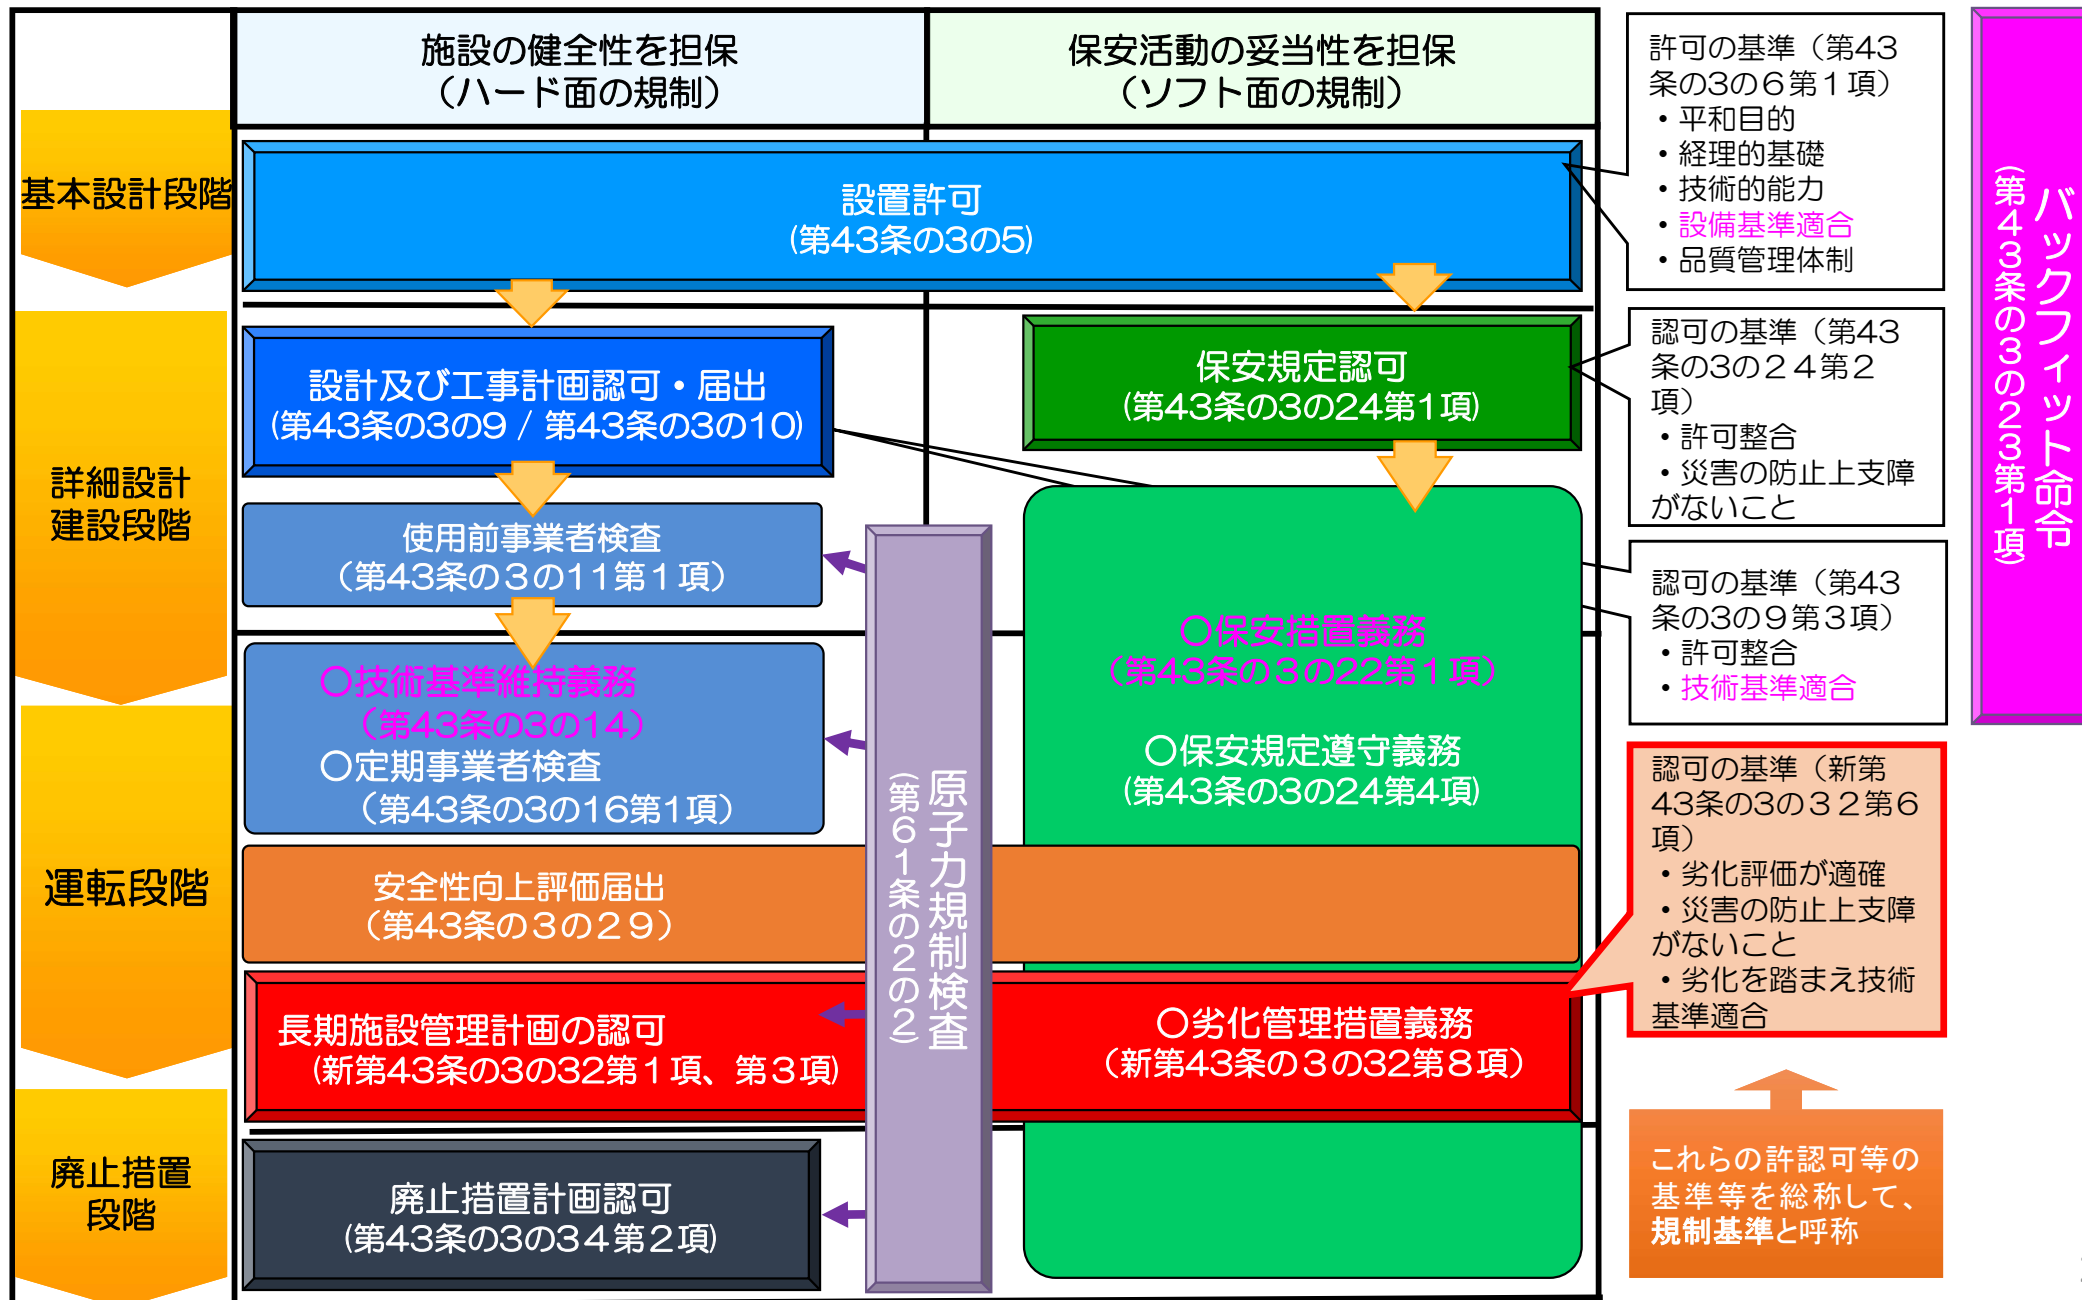 施設の健全性を担保
（ハード面の規制）
保安活動の妥当性を担保
（ソフト面の規制）
基本設計段階
設置許可
(第43条の3の5)
許可の基準（第43
条の3の6第１項）
・平和目的
・経理的基礎
・技術的能力
・設備基準適合
・品質管理体制
バックフィット命令
(第43条の3の23第1項)
詳細設計
建設段階
設計及び工事計画認可・届出
(第43条の3の9 / 第43条の3の10)
保安規定認可
(第43条の3の24第1項)
認可の基準（第43
条の3の２４第２
項）
・許可整合
・災害の防止上支障
がないこと
使用前事業者検査
（第43条の３の11第１項）
認可の基準（第43
条の3の９第３項）
・許可整合
・技術基準適合
〇技術基準維持義務
（第43条の3の14）
〇定期事業者検査
（第43条の3の16第1項）
〇保安措置義務
（第43条の３の22第１項）
〇保安規定遵守義務
(第43条の3の24第4項)
原子力規制検査
(第６１条の２の２)
運転段階
安全性向上評価届出
（第43条の３の２９）
認可の基準（新第
43条の3の３２第６
項）
・劣化評価が適確
・災害の防止上支障
がないこと
・劣化を踏まえ技術
基準適合
長期施設管理計画の認可
(新第43条の3の32第１項、第３項)
〇劣化管理措置義務
（新第43条の３の32第８項）
廃止措置
段階
廃止措置計画認可
(第43条の3の3４第２項)
これらの許認可等の
基準等を総称して、
規制基準と呼称